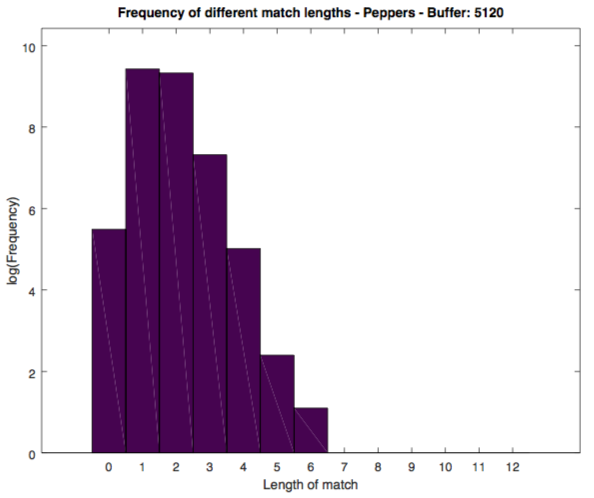 Frequency of different match lengths - Peppers - Buffer: 5120
10
8
6
4
2
0
log(Frequency)
0 1 2 3 4 5 6 7 8 9 10 11 12
Length of match